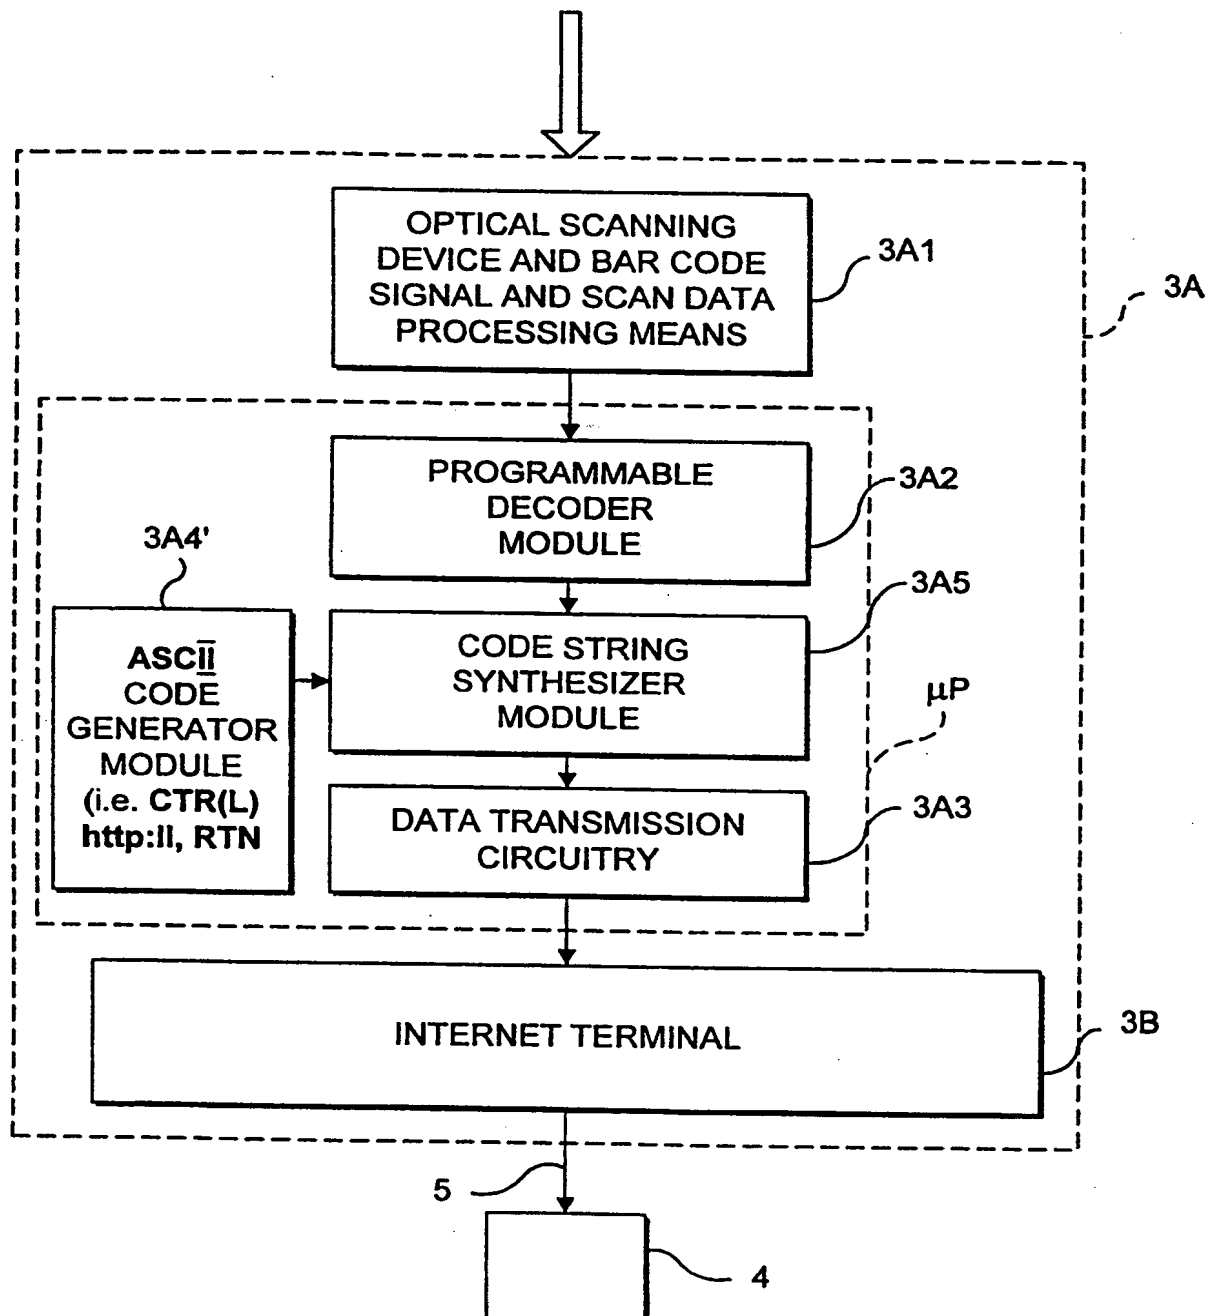 OPTICAL SCANNING
DEVICE AND BAR CODE
SIGNAL AND SCAN DATA
PROCESSING MEANS
3A1
3A
PROGRAMMABLE
DECODER
MODULE
3A2
3A4'
ASCII
CODE
GENERATOR
MODULE
(i.e. CTR(L)
http:II, RTN
CODE STRING
SYNTHESIZER
MODULE
3A5
μP
DATA TRANSMISSION
CIRCUITRY
3A3
INTERNET TERMINAL
3B
5
4